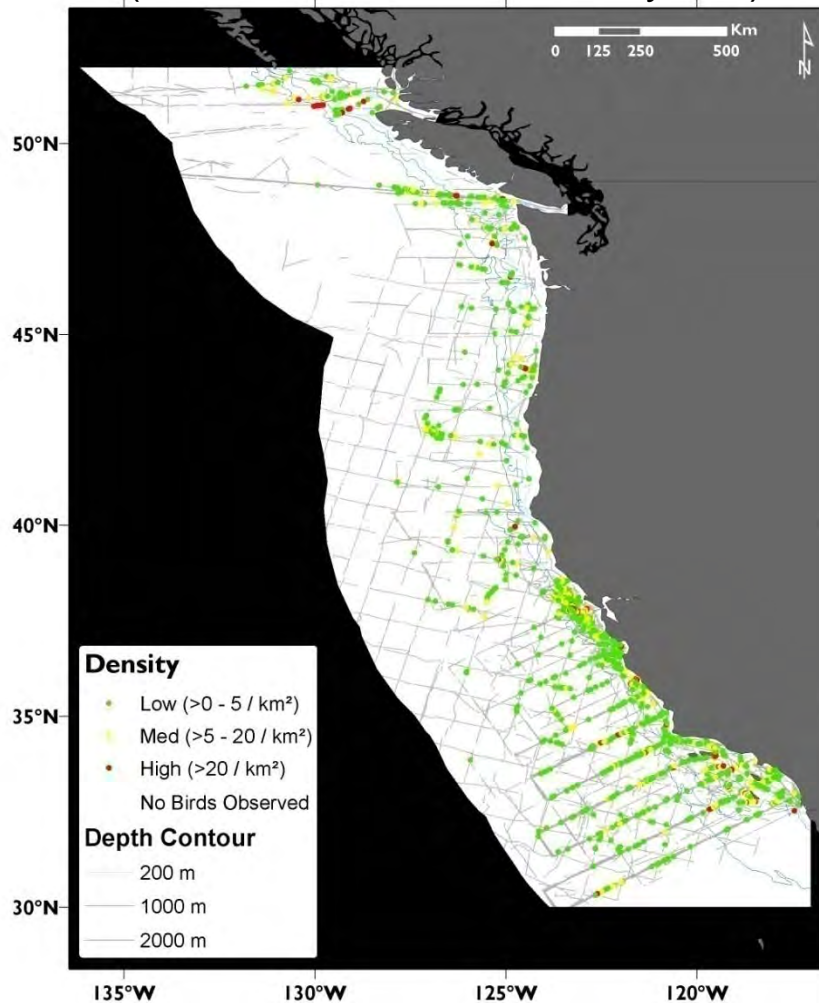 Km
0 125 250 500
N
50°N
45°N
40°N
35°N
30°N
Density
Low (>0 - 5 / km²)
Med (>5 - 20 / km²)
High (>20 / km²)
No Birds Observed
Depth Contour
200 m
1000 m
2000 m
135°W 130°W 125°W 120°W